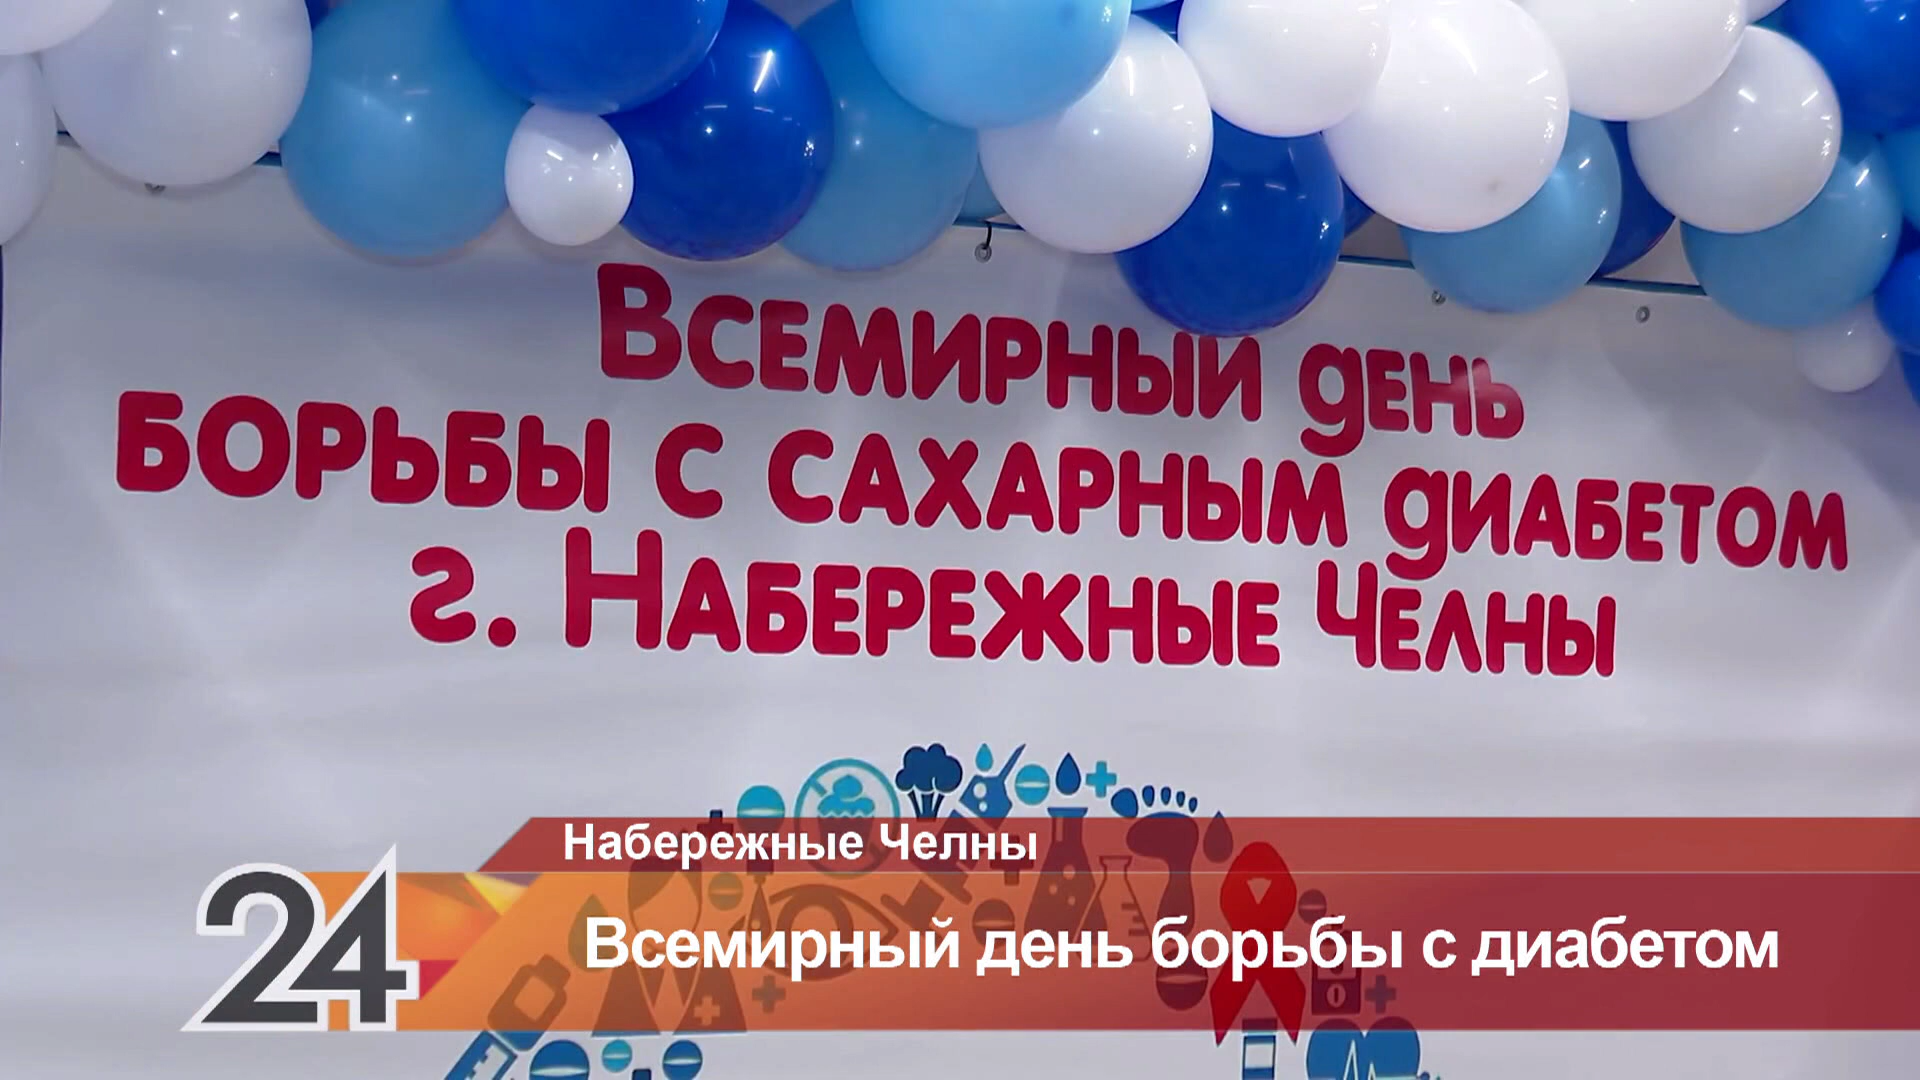 Всемирный день
борьбы с сахарным диабетом
г. Набережные Челны
Набережные Челны
24
Всемирный день борьбы с диабетом